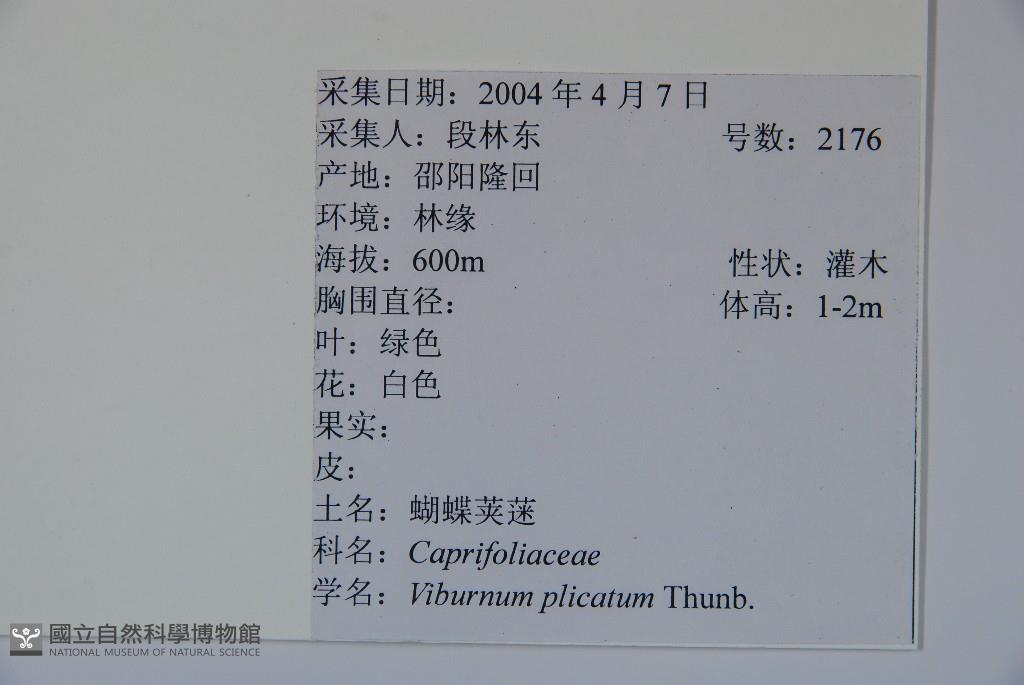 采集日期：2004 年 4 月 7 日
采集人：段林东 号数：2176
产地：邵阳隆回
环境：林缘
海拔：600m 性状：灌木
胸围直径： 体高：1-2m
叶：绿色
花：白色
果实：
皮：
土名：蝴蝶荚蒾
科名：Caprifoliaceae
学名：Viburnum plicatum Thunb.
國立自然科學博物館
NATIONAL MUSEUM OF NATURAL SCIENCE